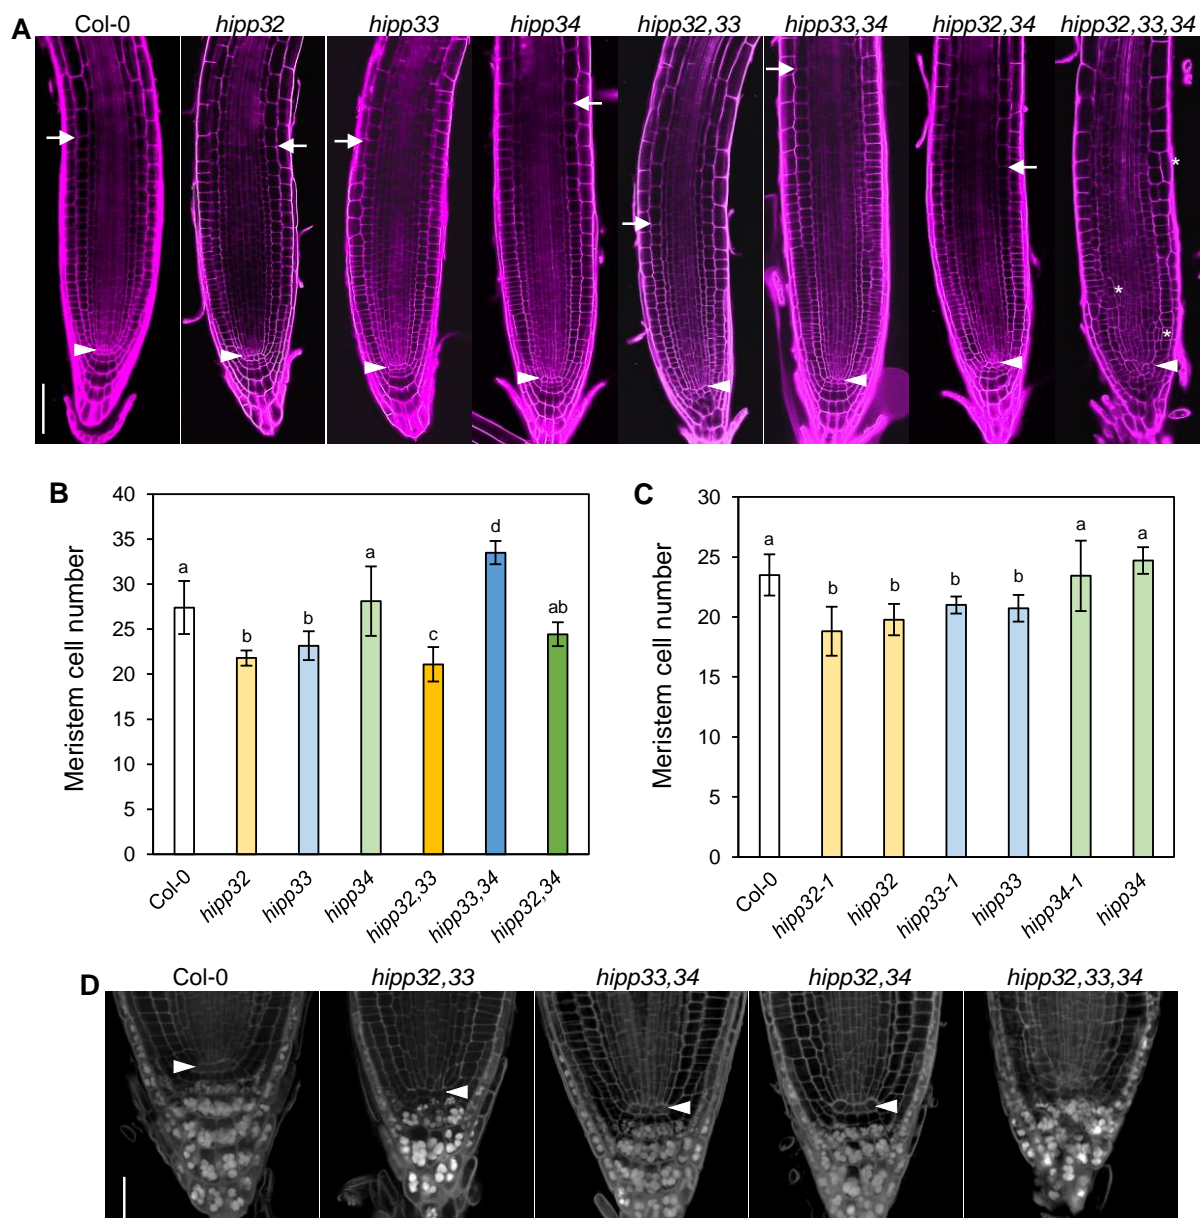 A
Col-0 hipp32 hipp33 hipp34 hipp32,33 hipp33,34 hipp32,34 hipp32,33,34
*
*
*
B
Meristem cell number
40
35
30
25
20
15
10
5
0
a b b a c d ab
Col-0 hipp32 hipp33 hipp34 hipp32,33 hipp33,34 hipp32,34
C
Meristem cell number
30
25
20
15
10
5
0
a b b b b a a
Col-0 hipp32-1 hipp32 hipp33-1 hipp33 hipp34-1 hipp34
D
Col-0 hipp32,33 hipp33,34 hipp32,34 hipp32,33,34